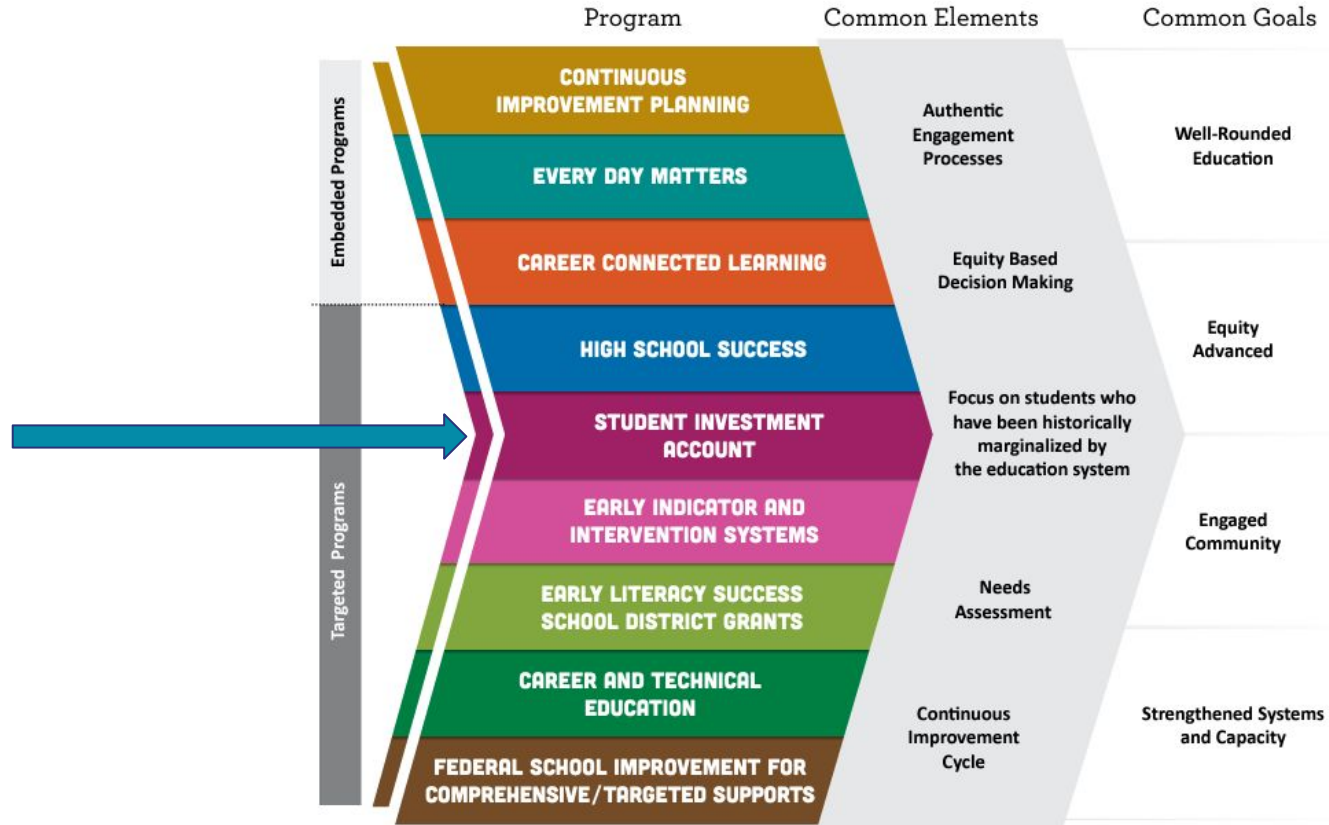 Program
Common Elements
Common Goals
Embedded Programs
Targeted Programs
CONTINUOUS
IMPROVEMENT PLANNING
EVERY DAY MATTERS
CAREER CONNECTED LEARNING
HIGH SCHOOL SUCCESS
STUDENT INVESTMENT
ACCOUNT
EARLY INDICATOR AND
INTERVENTION SYSTEMS
EARLY LITERACY SUCCESS
SCHOOL DISTRICT GRANTS
CAREER AND TECHNICAL
EDUCATION
FEDERAL SCHOOL IMPROVEMENT FOR
COMPREHENSIVE/TARGETED SUPPORTS
Authentic
Engagement
Processes
Equity Based
Decision Making
Focus on students who
have been historically
marginalized by
the education system
Needs
Assessment
Continuous
Improvement
Cycle
Well-Rounded
Education
Equity
Advanced
Engaged
Community
Strengthened Systems
and Capacity